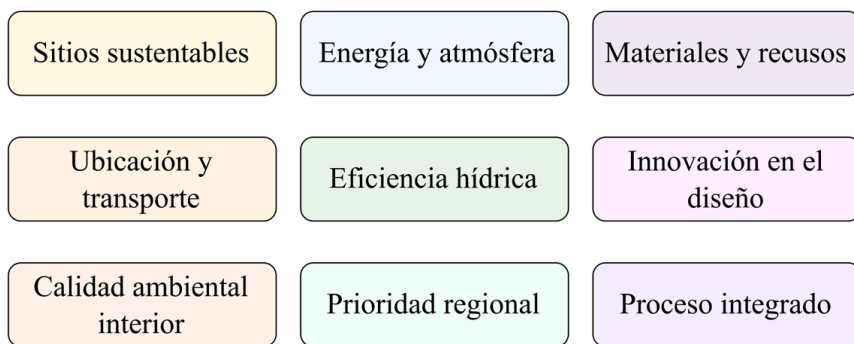 Sitios sustentables
Energía y atmósfera
Materiales y recusos
Ubicación y
transporte
Eficiencia hídrica
Innovación en el
diseño
Calidad ambiental
interior
Prioridad regional
Proceso integrado